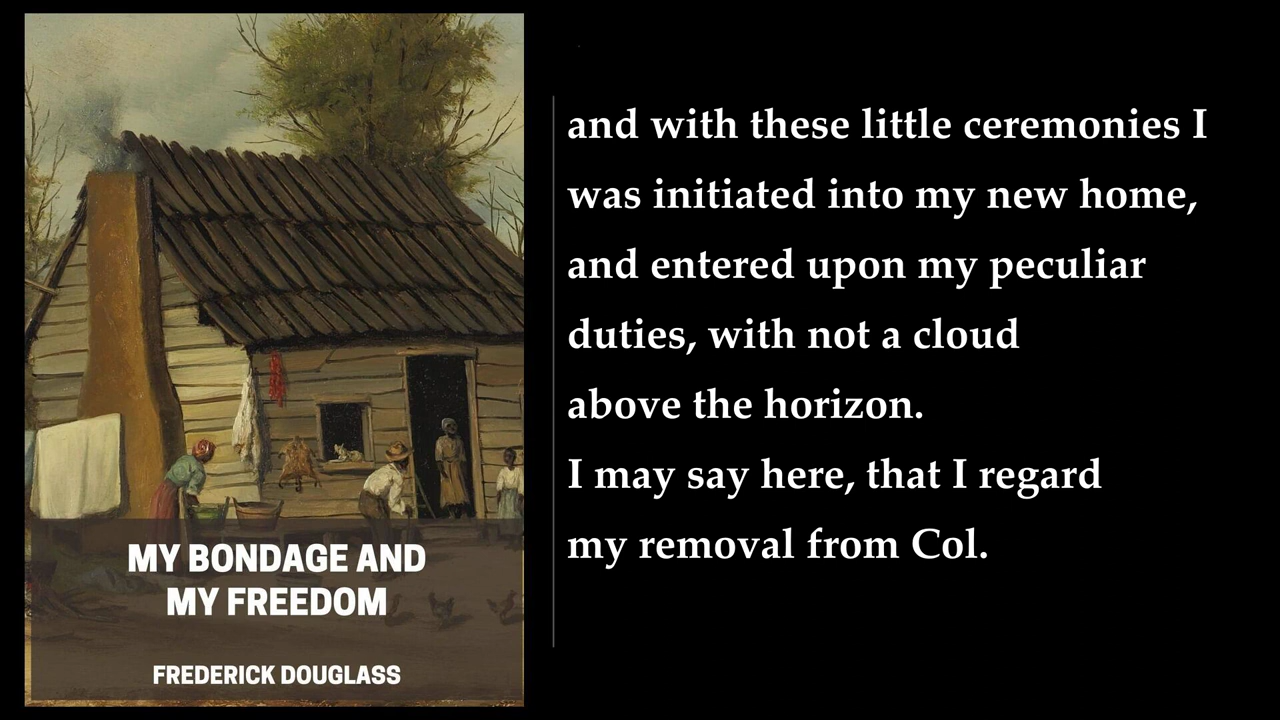 MY BONDAGE AND
MY FREEDOM
FREDERICK DOUGLASS
and with these little ceremonies I
was initiated into my new home,
and entered upon my peculiar
duties, with not a cloud
above the horizon.
I may say here, that I regard
my removal from Col.